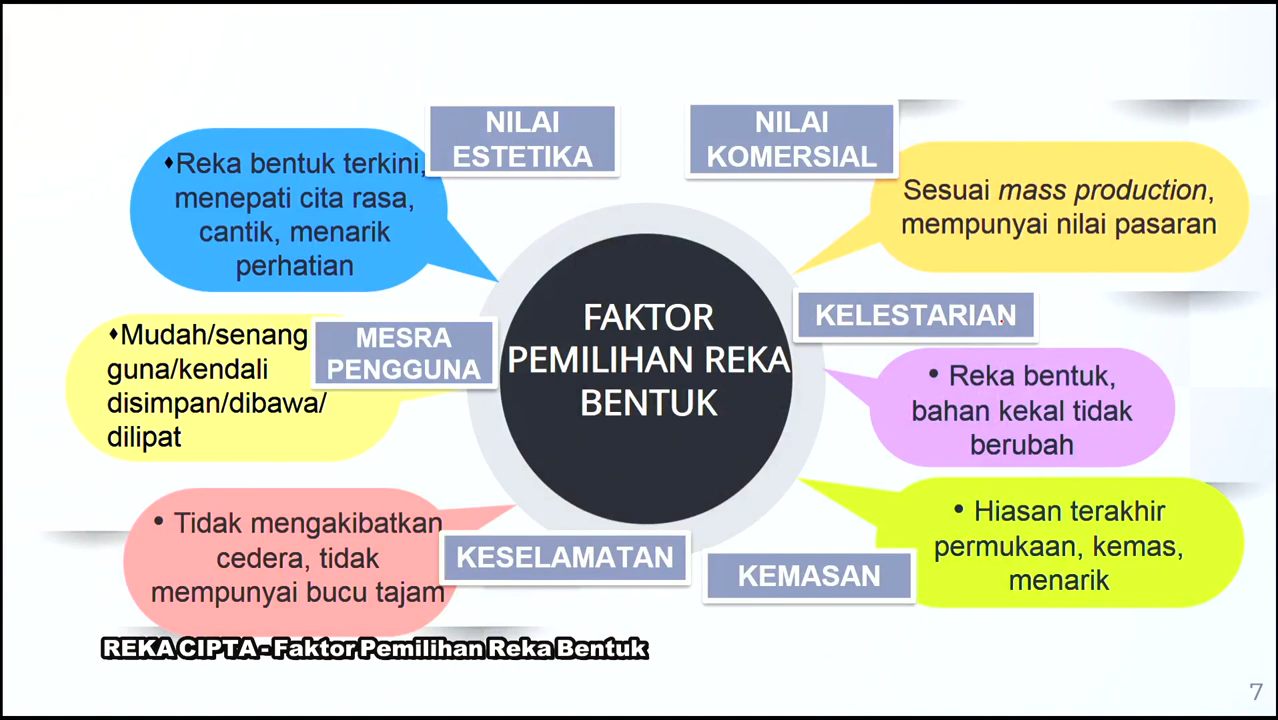 NILAI
ESTETIKA
♦Reka bentuk terkini,
menepati cita rasa,
cantik, menarik
perhatian
NILAI
KOMERSIAL
Sesuai mass production,
mempunyai nilai pasaran
FAKTOR
PEMILIHAN REKA
BENTUK
MESRA
PENGGUNA
♦Mudah/senang
guna/kendali
disimpan/dibawa/
dilipat
KELESTARIAN
• Reka bentuk,
bahan kekal tidak
berubah
KESELAMATAN
• Tidak mengakibatkan
cedera, tidak
mempunyai bucu tajam
KEMASAN
• Hiasan terakhir
permukaan, kemas,
menarik
REKA CIPTA - Faktor Pemilihan Reka Bentuk
7